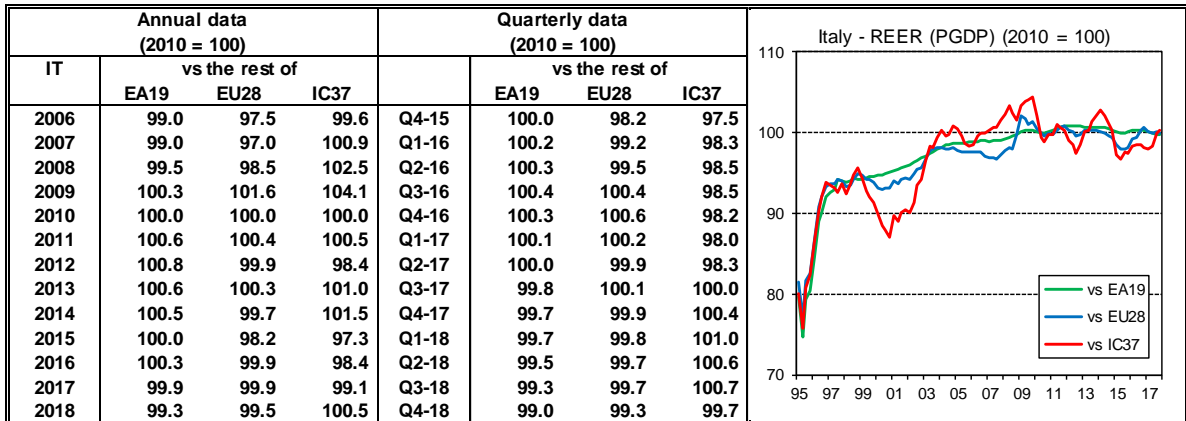 Annual data Quarterly data
(2010 = 100) (2010 = 100)
IT vs the rest of vs the rest of
EA19 EU28 IC37 EA19 EU28 IC37
2006 99.0 97.5 99.6 Q4-15 100.0 98.2 97.5
2007 99.0 97.0 100.9 Q1-16 100.2 99.2 98.3
2008 99.5 98.5 102.5 Q2-16 100.3 99.5 98.5
2009 100.3 101.6 104.1 Q3-16 100.4 100.4 98.5
2010 100.0 100.0 100.0 Q4-16 100.3 100.6 98.2
2011 100.6 100.4 100.5 Q1-17 100.1 100.2 98.0
2012 100.8 99.9 98.4 Q2-17 100.0 99.9 98.3
2013 100.6 100.3 101.0 Q3-17 99.8 100.1 100.0
2014 100.5 99.7 101.5 Q4-17 99.7 99.9 100.4
2015 100.0 98.2 97.3 Q1-18 99.7 99.8 101.0
2016 100.3 99.9 98.4 Q2-18 99.5 99.7 100.6
2017 99.9 99.9 99.1 Q3-18 99.3 99.7 100.7
2018 99.3 99.5 100.5 Q4-18 99.0 99.3 99.7
Italy - REER (PGDP) (2010 = 100)
110
100
90
80
70
vs EA19
vs EU28
vs IC37
95 97 99 01 03 05 07 09 11 13 15 17